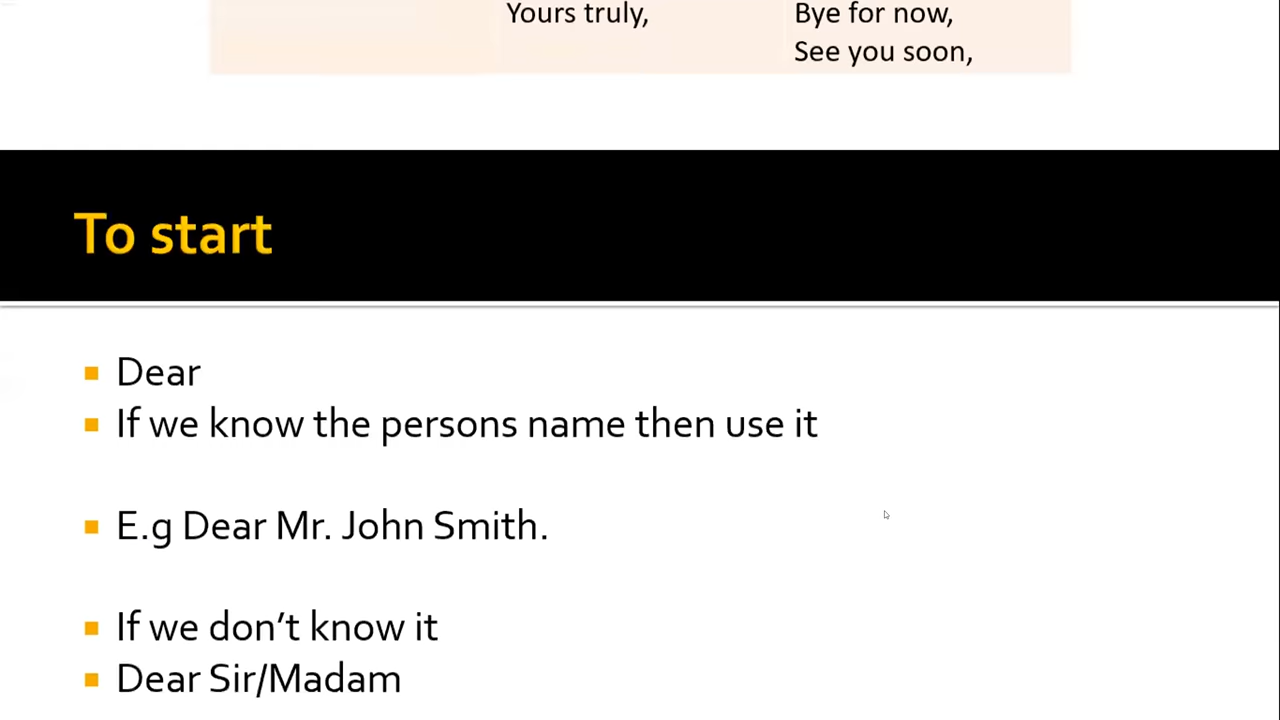 Yours truly,
Bye for now,
See you soon,
To start
Dear
If we know the persons name then use it
E.g Dear Mr. John Smith.
If we don't know it
Dear Sir/Madam